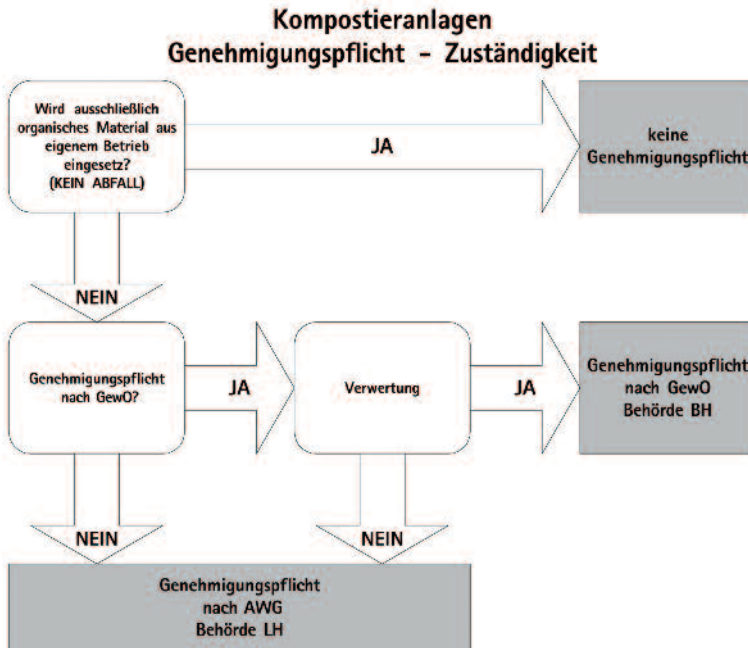 Kompostieranlagen
Genehmigungspflicht - Zuständigkeit
Wird ausschließlich
organisches Material aus
eigenem Betrieb
eingesetz?
(KEIN ABFALL)
JA
keine
Genehmigungspflicht
NEIN
Genehmigungspflicht
nach GewO?
JA
Verwertung
JA
Genehmigungspflicht
nach GewO
Behörde BH
NEIN
NEIN
Genehmigungspflicht
nach AWG
Behörde LH